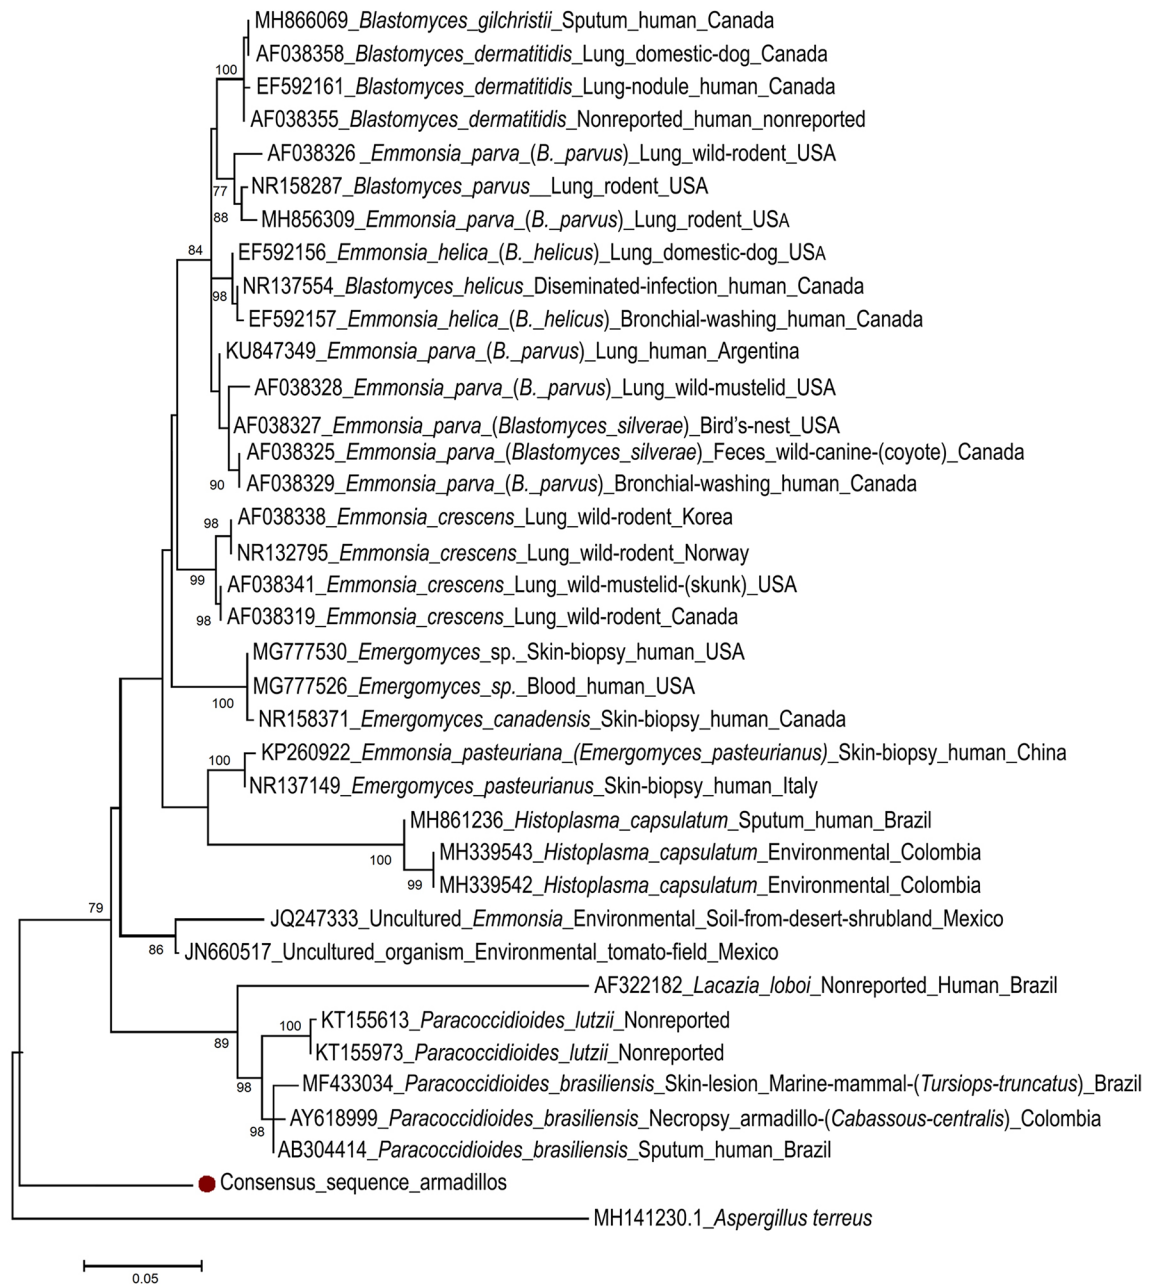 MH866069_Blastomyces_gilchristii_Sputum_human_Canada
AF038358_Blastomyces_dermatitidis_Lung_domestic-dog_Canada
100
EF592161_Blastomyces_dermatitidis_Lung-nodule_human_Canada
AF038355_Blastomyces_dermatitidis_Nonreported_human_nonreported
AF038326 _Emmonsia_parva_(B._parvus)_Lung_wild-rodent_USA
77
NR158287_Blastomyces_parvus__Lung_rodent_USA
88
MH856309_Emmonsia_parva_(B._parvus)_Lung_rodent_USA
84
EF592156_Emmonsia_helica_(B._helicus)_Lung_domestic-dog_USA
98
NR137554_Blastomyces_helicus_Diseminated-infection_human_Canada
EF592157_Emmonsia_helica_(B._helicus)_Bronchial-washing_human_Canada
KU847349_Emmonsia_parva_(B._parvus)_Lung_human_Argentina
AF038328_Emmonsia_parva_(B._parvus)_Lung_wild-mustelid_USA
AF038327_Emmonsia_parva_(Blastomyces_silverae)_Bird's-nest_USA
AF038325_Emmonsia_parva_(Blastomyces_silverae)_Feces_wild-canine-(coyote)_Canada
90
AF038329_Emmonsia_parva_(B._parvus)_Bronchial-washing_human_Canada
98
AF038338_Emmonsia_crescens_Lung_wild-rodent_Korea
NR132795_Emmonsia_crescens_Lung_wild-rodent_Norway
99
AF038341_Emmonsia_crescens_Lung_wild-mustelid-(skunk)_USA
98
AF038319_Emmonsia_crescens_Lung_wild-rodent_Canada
MG777530_Emergomyces_sp._Skin-biopsy_human_USA
MG777526_Emergomyces_sp._Blood_human_USA
100
NR158371_Emergomyces_canadensis_Skin-biopsy_human_Canada
100
KP260922_Emmonsia_pasteuriana_(Emergomyces_pasteurianus)_Skin-biopsy_human_China
NR137149_Emergomyces_pasteurianus_Skin-biopsy_human_Italy
MH861236_Histoplasma_capsulatum_Sputum_human_Brazil
100
MH339543_Histoplasma_capsulatum_Environmental_Colombia
99
MH339542_Histoplasma_capsulatum_Environmental_Colombia
79
JQ247333_Uncultured_Emmonsia_Environmental_Soil-from-desert-shrubland_Mexico
86
JN660517_Uncultured_organism_Environmental_tomato-field_Mexico
AF322182_Lacazia_loboi_Nonreported_Human_Brazil
100
KT155613_Paracoccidioides_lutzii_Nonreported
89
KT155973_Paracoccidioides_lutzii_Nonreported
98
MF433034_Paracoccidioides_brasiliensis_Skin-lesion_Marine-mammal-(Tursiops-truncatus)_Brazil
AY618999_Paracoccidioides_brasiliensis_Necropsy_armadillo-(Cabassous-centralis)_Colombia
98
AB304414_Paracoccidioides_brasiliensis_Sputum_human_Brazil
Consensus_sequence_armadillos
MH141230.1_Aspergillus terreus
0.05